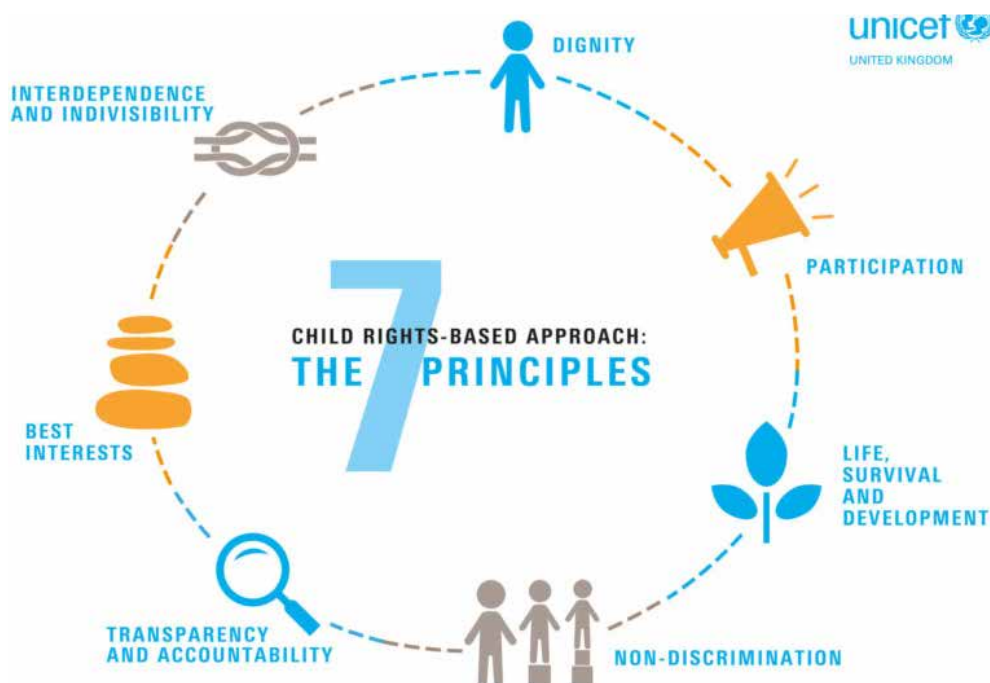 unicef
UNITED KINGDOM
DIGNITY
INTERDEPENDENCE
AND INDIVISIBILITY
PARTICIPATION
CHILD RIGHTS-BASED APPROACH:
THE 7 PRINCIPLES
BEST
INTERESTS
LIFE,
SURVIVAL
AND
DEVELOPMENT
TRANSPARENCY
AND ACCOUNTABILITY
NON-DISCRIMINATION